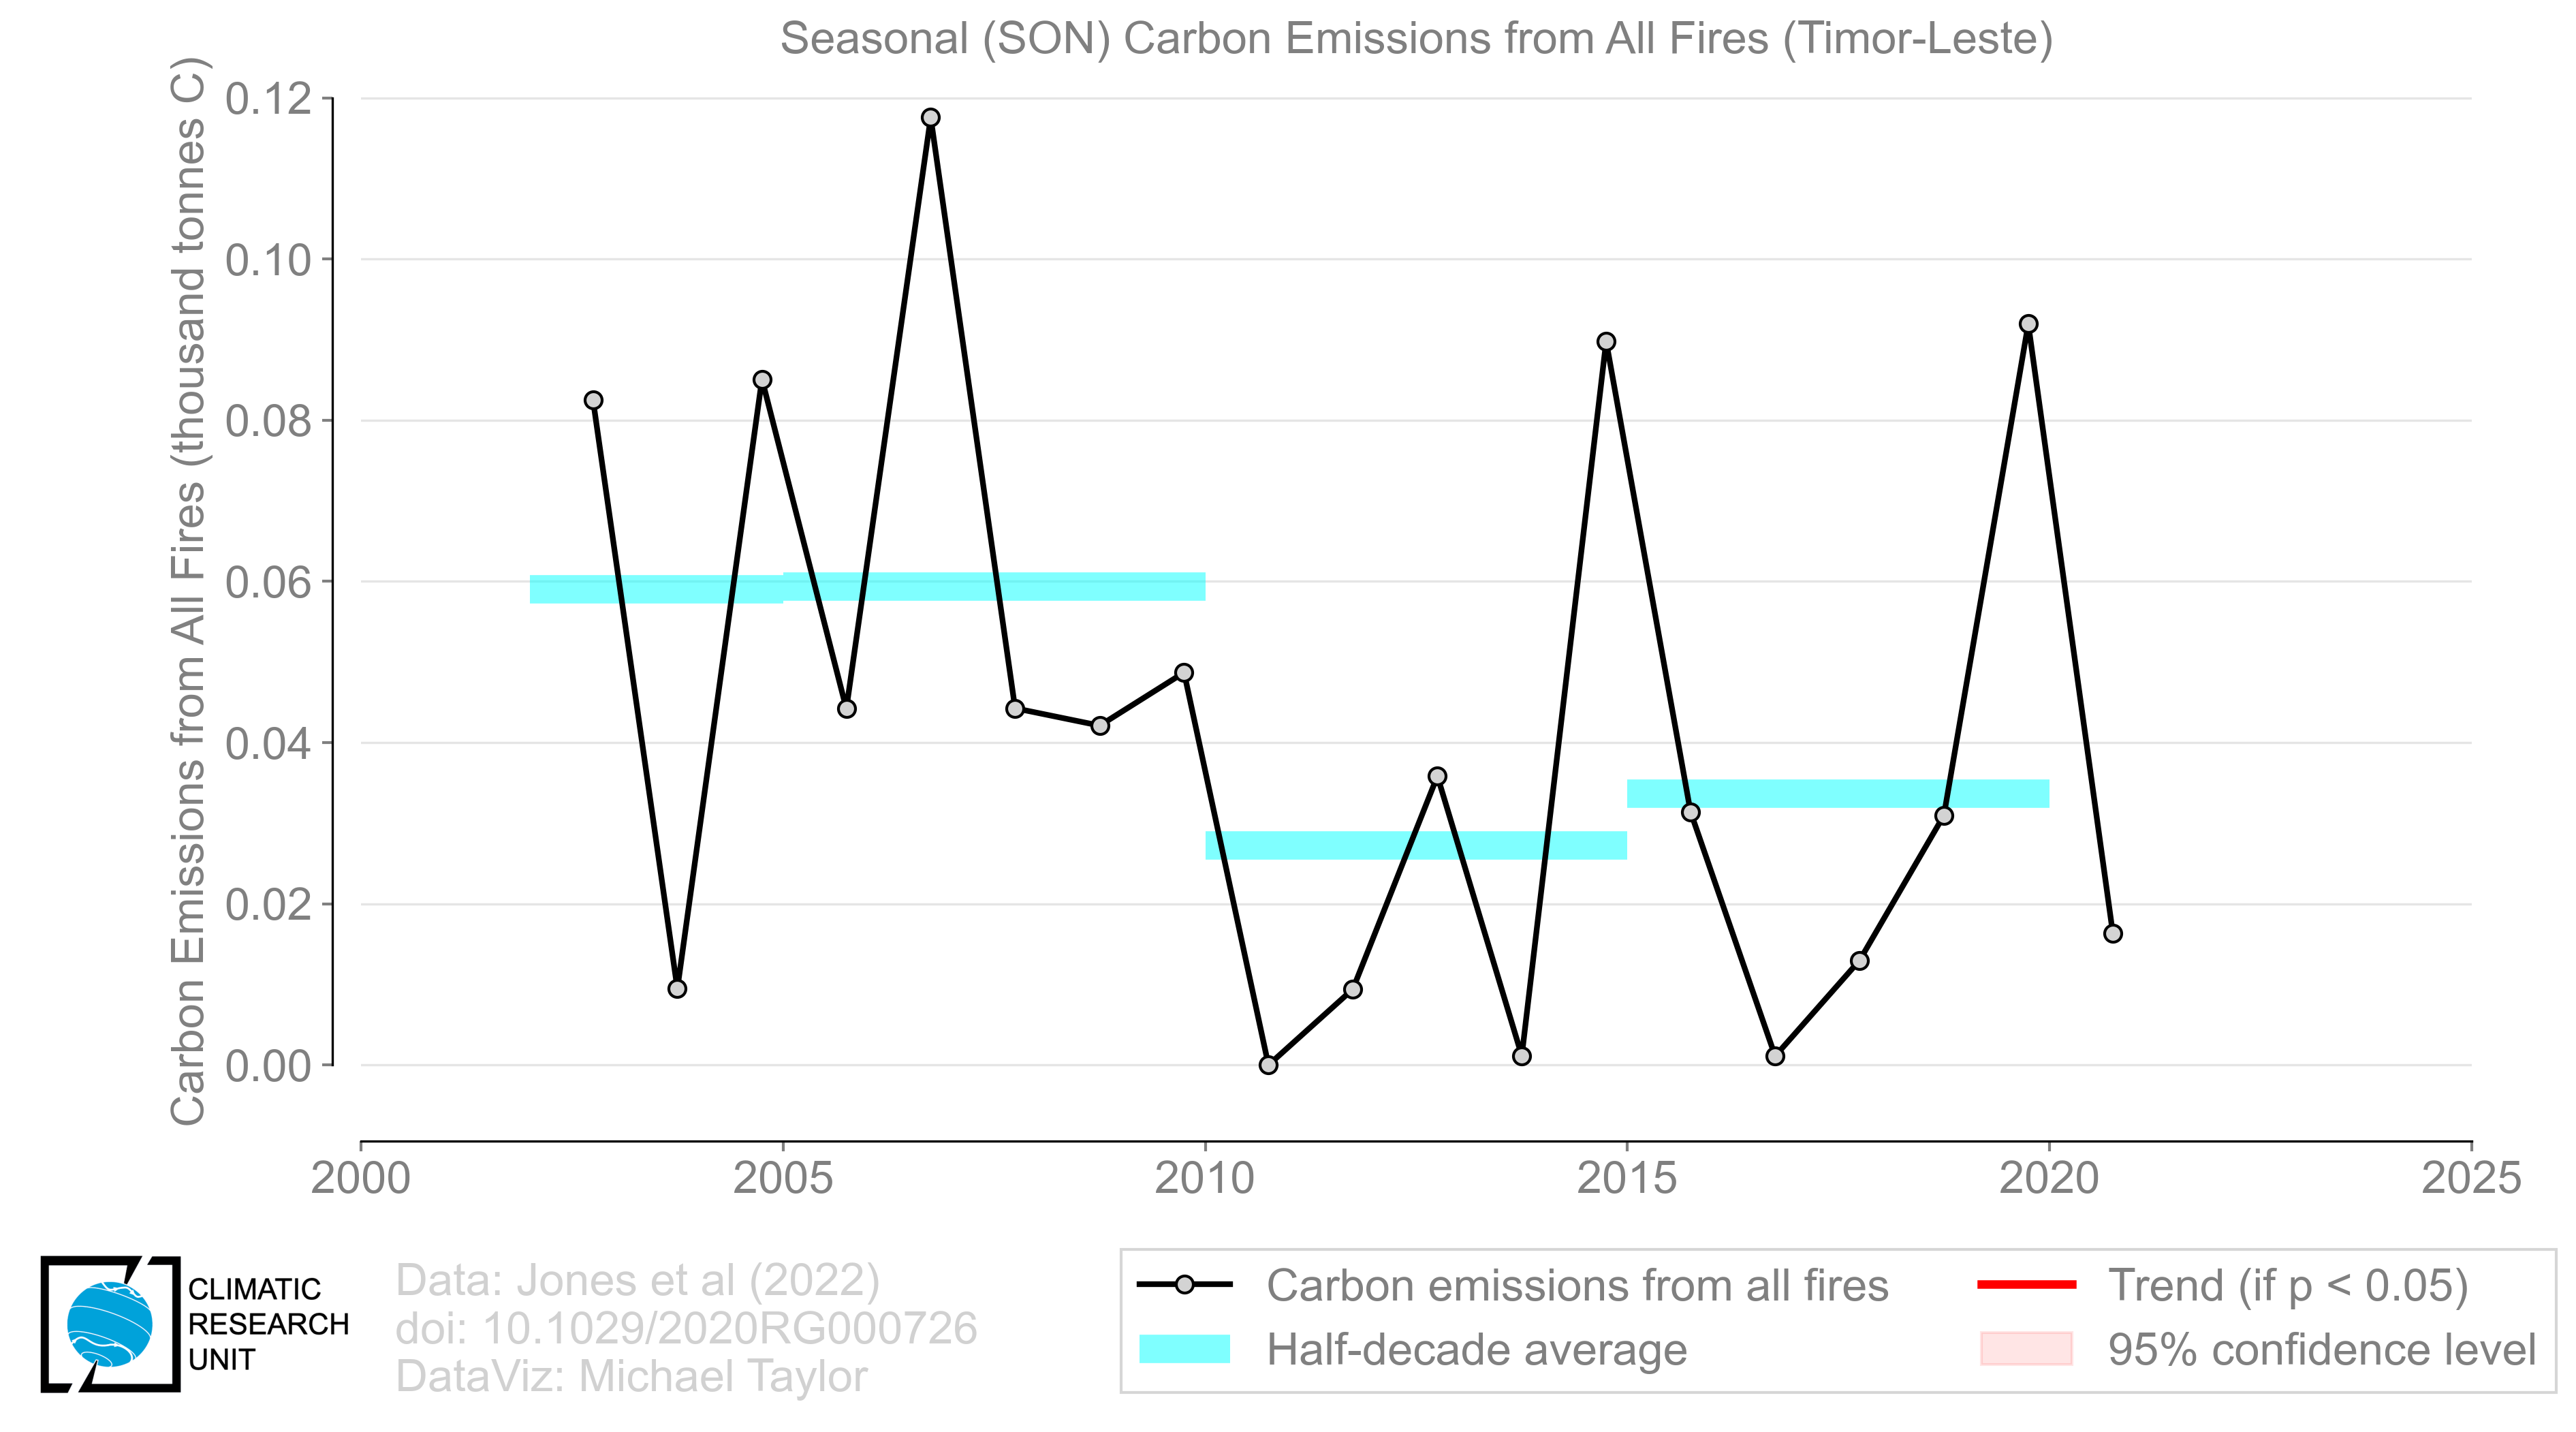 Seasonal (SON) Carbon Emissions from All Fires (Timor-Leste)
Carbon Emissions from All Fires (thousand tonnes C)
0.12
0.10
0.08
0.06
0.04
0.02
0.00
2000
2005
2010
2015
2020
2025
CLIMATIC
RESEARCH
UNIT
Data: Jones et al (2022)
doi: 10.1029/2020RG000726
DataViz: Michael Taylor
Carbon emissions from all fires
Half-decade average
Trend (if p < 0.05)
95% confidence level